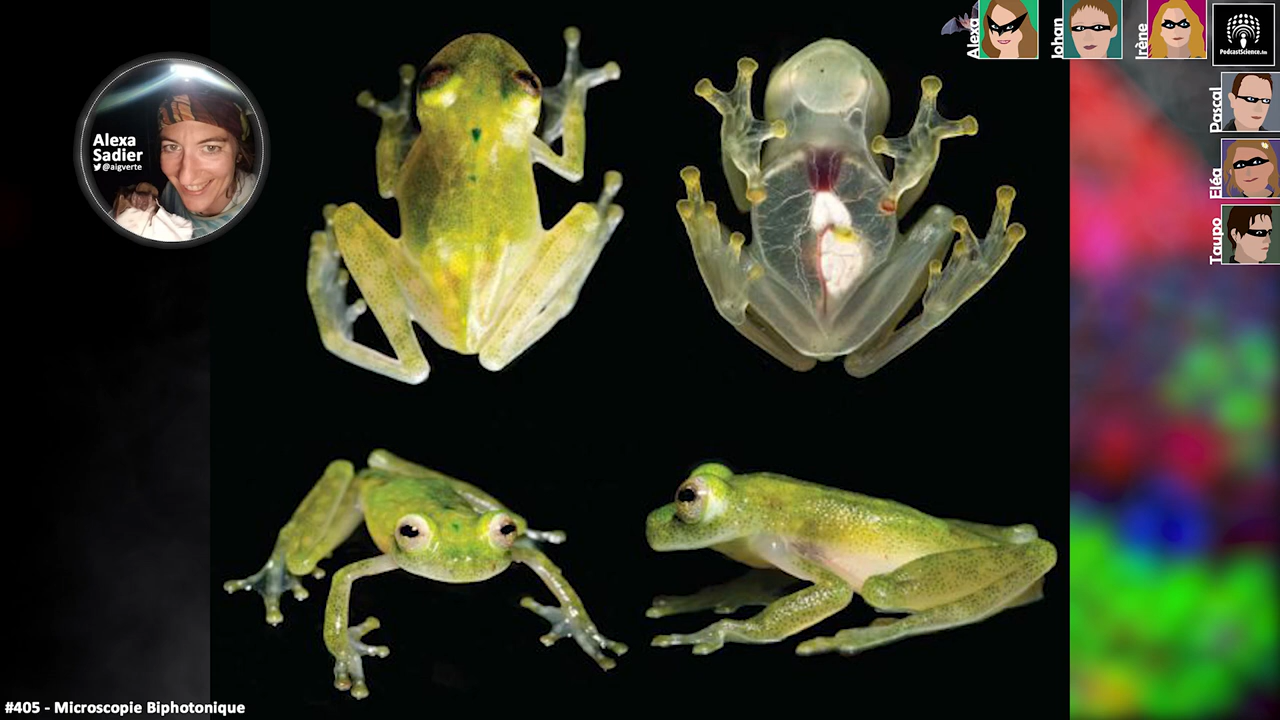 Alexa
Sadier
@aigverte
Alexa
Johan
Irène
PodcastScience.fm
Pascal
Eléa
Taupo
#405 - Microscopie Biphotonique